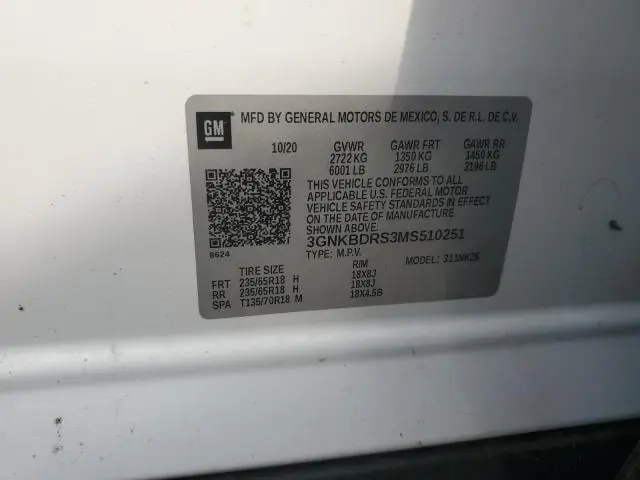 GM
MFD BY GENERAL MOTORS DE MEXICO, S. DE R.L. DE C.V.
10/20 GVWR GAWR FRT GAWR RR
2722 KG 1350 KG 1450 KG
6001 LB 2976 LB 3196 LB
THIS VEHICLE CONFORMS TO ALL
APPLICABLE U.S. FEDERAL MOTOR
VEHICLE SAFETY STANDARDS IN EFFECT
ON THE DATE OF MANUFACTURE
SHOWN ABOVE.
3GNKBDRS3MS510251
8624 TYPE: M.P.V. MODEL:
TIRE SIZE RIM
FRT 235/65R18 H 18X8J
RR 235/65R18 H 18X8J
SPA T135/70R18 M 18X4.5B